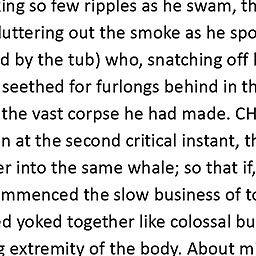 ing so few ripples as he swam, th
luttering out the smoke as he spo
d by the tub) who, snatching off
seethed for furlongs behind in th
the vast corpse he had made. CH
n at the second critical instant, th
er into the same whale; so that if,
mmenced the slow business of to
ed yoked together like colossal bu
g extremity of the body. About mi